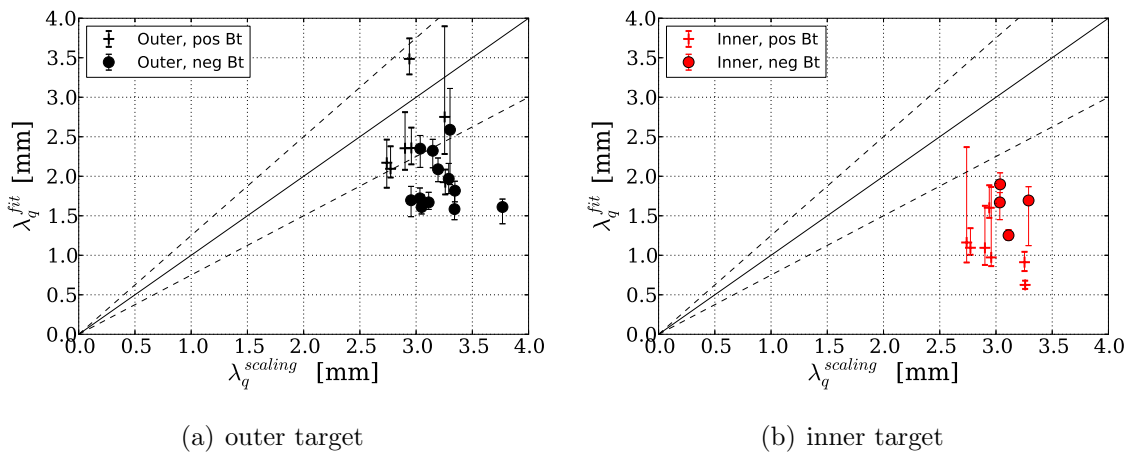 4.0
3.5
3.0
2.5
2.0
1.5
1.0
0.5
0.0
0.0 0.5 1.0 1.5 2.0 2.5 3.0 3.5 4.0
λ_q^{fit} [mm]
λ_q^{scaling} [mm]
Outer, pos Bt
Outer, neg Bt
(a) outer target
4.0
3.5
3.0
2.5
2.0
1.5
1.0
0.5
0.0
0.0 0.5 1.0 1.5 2.0 2.5 3.0 3.5 4.0
λ_q^{fit} [mm]
λ_q^{scaling} [mm]
Inner, pos Bt
Inner, neg Bt
(b) inner target